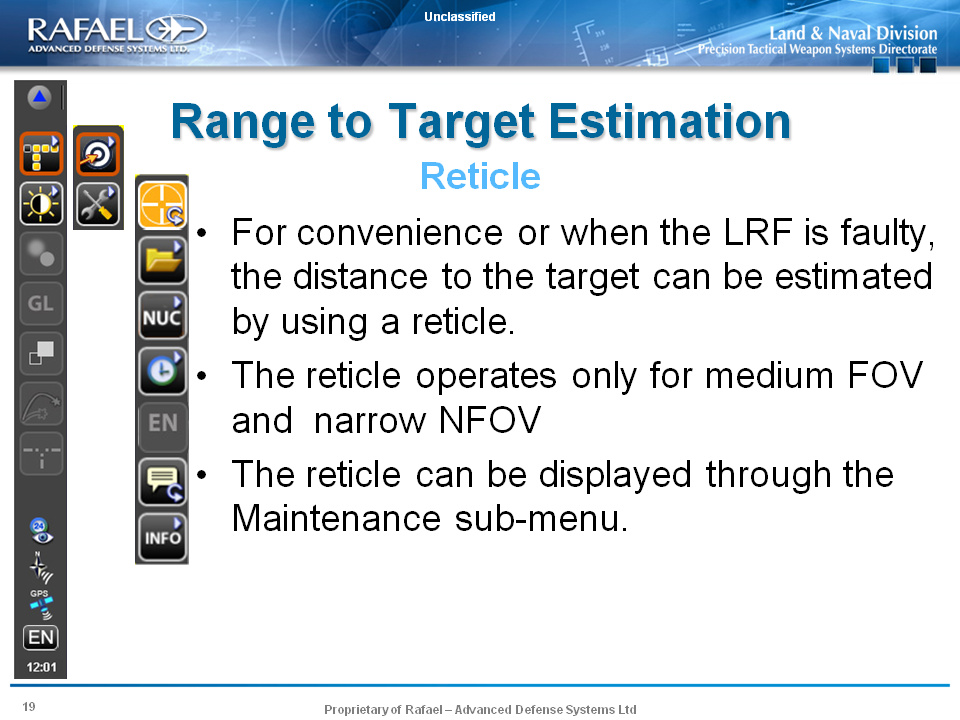 Unclassified
RAFAEL
ADVANCED DEFENSE SYSTEMS LTD.
Land & Naval Division
Precision Tactical Weapon Systems Directorate
Range to Target Estimation
Reticle
• For convenience or when the LRF is faulty,
the distance to the target can be estimated
by using a reticle.
• The reticle operates only for medium FOV
and narrow NFOV
• The reticle can be displayed through the
Maintenance sub-menu.
GL
NUC
EN
INFO
24
N
GPS
EN
12:01
19
Proprietary of Rafael – Advanced Defense Systems Ltd